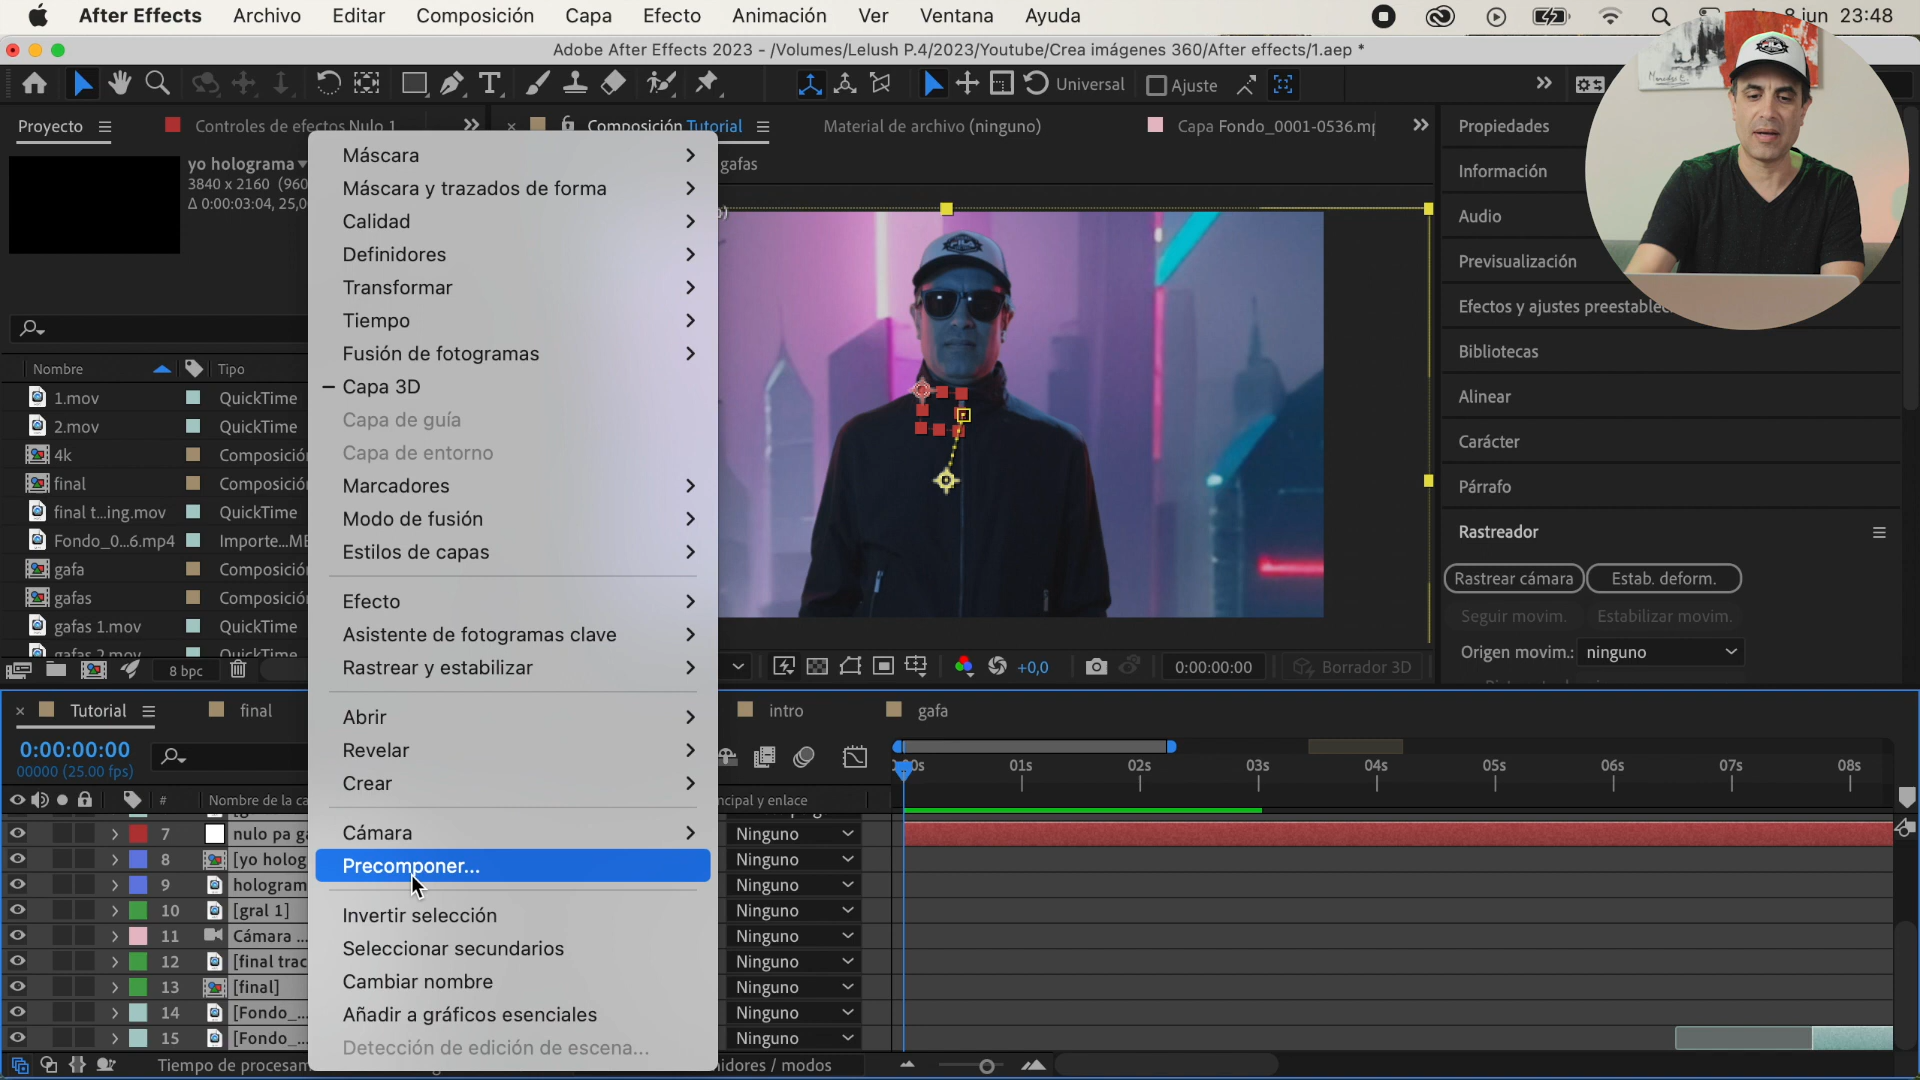 After Effects Archivo Editar Composición Capa Efecto Animación Ver Ventana Ayuda
8 jun 23:48
Adobe After Effects 2023 - /Volumes/Lelush P.4/2023/Youtube/Crea imágenes 360/After effects/1.aep *
Universal Ajuste
Proyecto Controles de efectos Nulo 1
Composición Tutorial Material de archivo (ninguno) Capa Fondo_0001-0536.m
yo holograma
3840 x 2160 (960
Δ 0:00:03:04, 25,0
gafas
Nombre Tipo
1.mov QuickTime
2.mov QuickTime
4k Composició
final Composició
final t...ing.mov QuickTime
Fondo_0...6.mp4 Importe...ME
gafa Composició
gafas Composició
gafas 1.mov QuickTime
gafas 2.mov QuickTime
8 bpc
Máscara
Máscara y trazados de forma
Calidad
Definidores
Transformar
Tiempo
Fusión de fotogramas
Capa 3D
Capa de guía
Capa de entorno
Marcadores
Modo de fusión
Estilos de capas
Efecto
Asistente de fotogramas clave
Rastrear y estabilizar
Abrir
Revelar
Crear
Cámara
Precomponer...
Invertir selección
Seleccionar secundarios
Cambiar nombre
Añadir a gráficos esenciales
Detección de edición de escena...
+0,0 0:00:00:00 Borrador 3D
Propiedades
Información
Audio
Previsualización
Efectos y ajustes preestablec
Bibliotecas
Alinear
Carácter
Párrafo
Rastreador
Rastrear cámara Estab. deform.
Seguir movim. Estabilizar movim.
Origen movim.: ninguno
Tutorial final intro gafa
0:00:00:00
00000 (25.00 fps)
# Nombre de la ca
ncipal y enlace
00s 01s 02s 03s 04s 05s 06s 07s 08s
7 nulo pa ga Ninguno
8 [yo holog Ninguno
9 hologram Ninguno
10 [gral 1] Ninguno
11 Cámara ... Ninguno
12 [final trac Ninguno
13 [final] Ninguno
14 [Fondo_... Ninguno
15 [Fondo_... Ninguno
Tiempo de procesam
nidores / modos